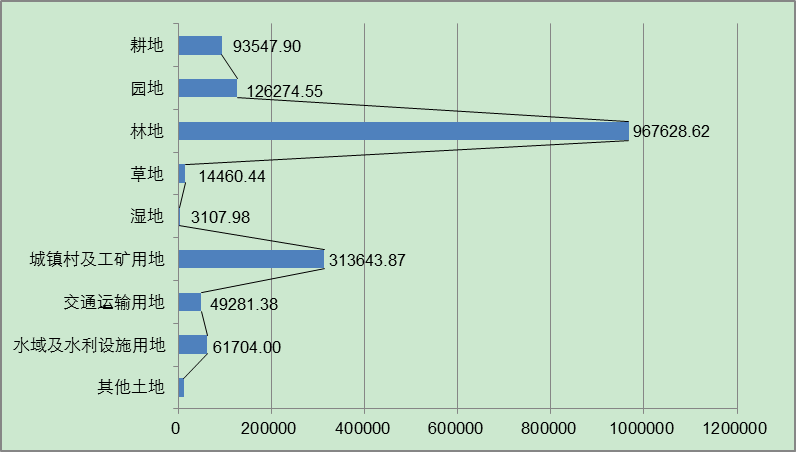 耕地 93547.90
园地 126274.55
林地 967628.62
草地 14460.44
湿地 3107.98
城镇村及工矿用地 313643.87
交通运输用地 49281.38
水域及水利设施用地 61704.00
其他土地
0 200000 400000 600000 800000 1000000 1200000